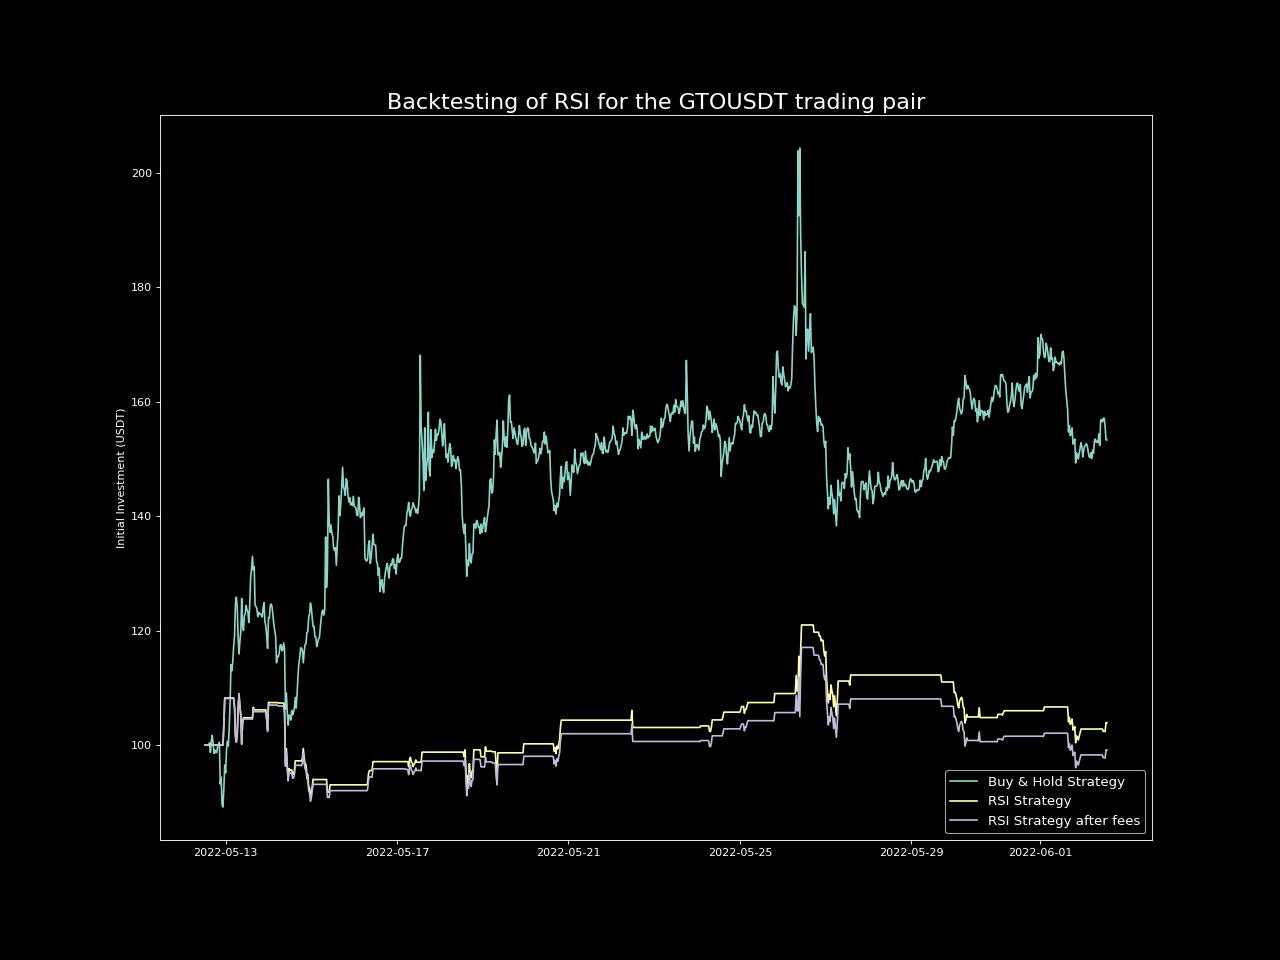 Backtesting of RSI for the GTOUSDT trading pair
200
180
160
140
120
100
Initial Investment (USDT)
2022-05-13
2022-05-17
2022-05-21
2022-05-25
2022-05-29
2022-06-01
Buy & Hold Strategy
RSI Strategy
RSI Strategy after fees